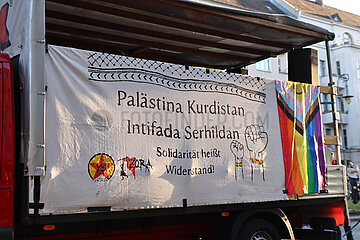 Palästina Kurdistan
Intifada Serhildan
Solidarität heißt
Widerstand!